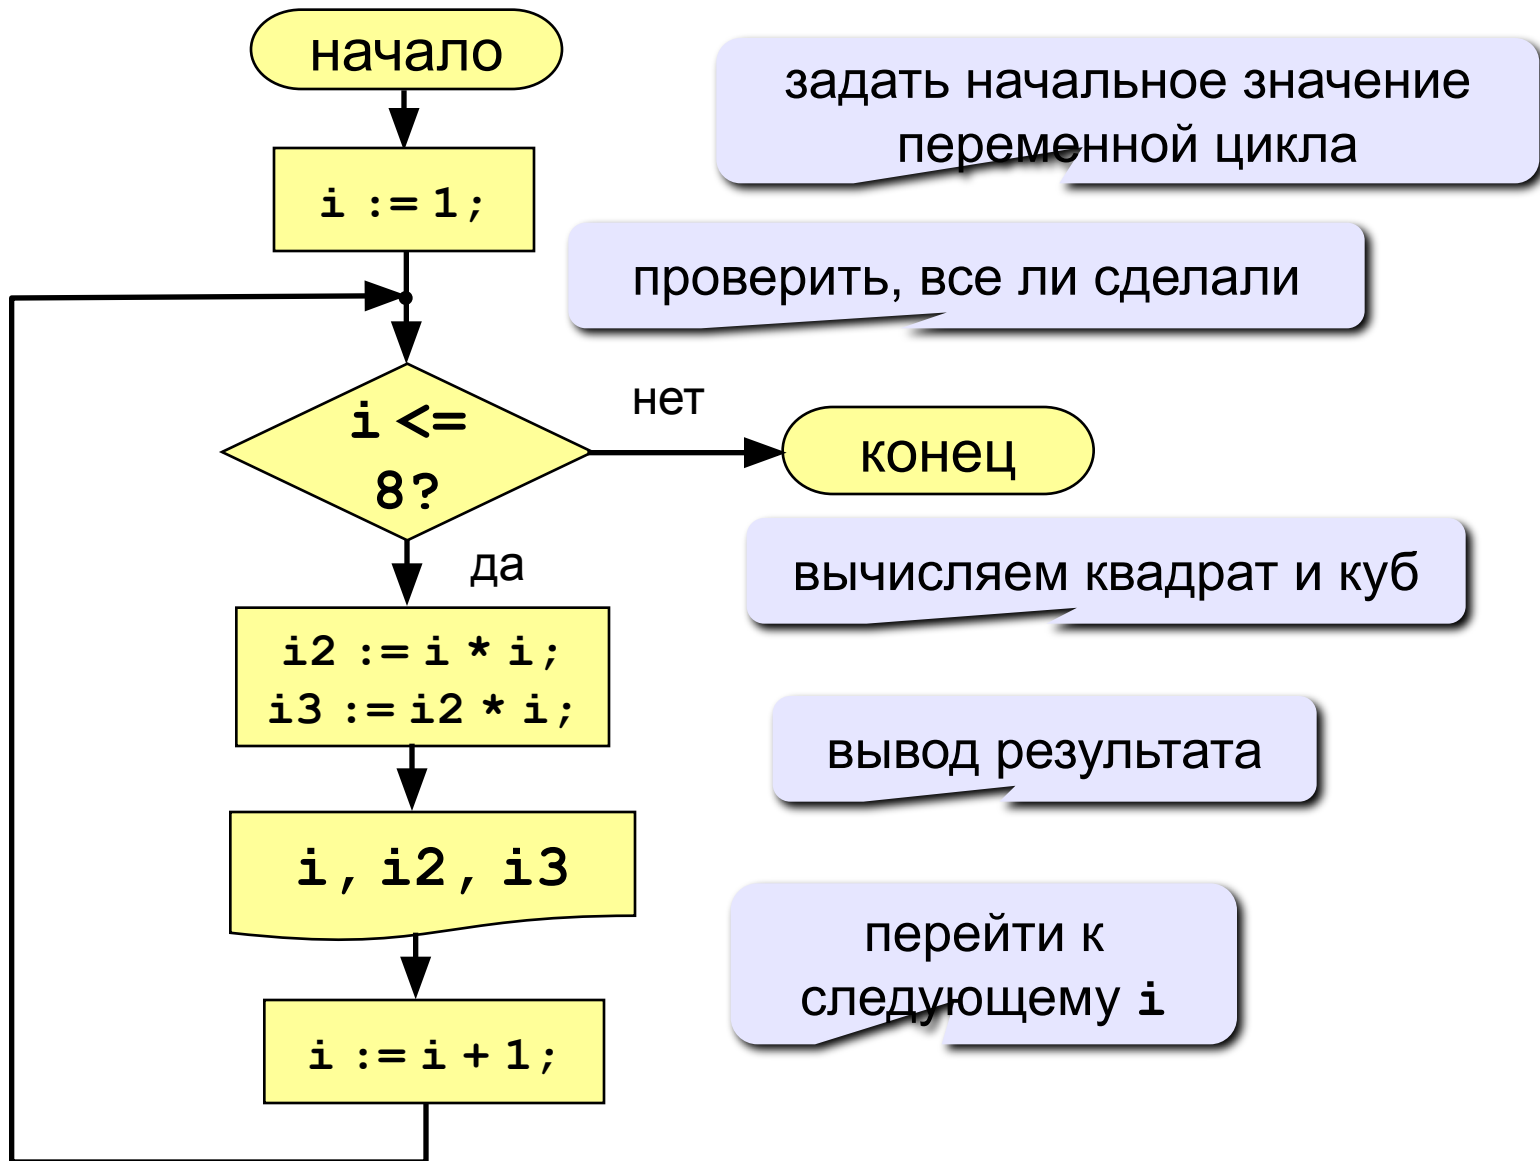 начало
задать начальное значение
переменной цикла
i := 1;
проверить, все ли сделали
i <=
8?
нет
конец
да
вычисляем квадрат и куб
i2 := i * i;
i3 := i2 * i;
вывод результата
i, i2, i3
перейти к
следующему i
i := i + 1;